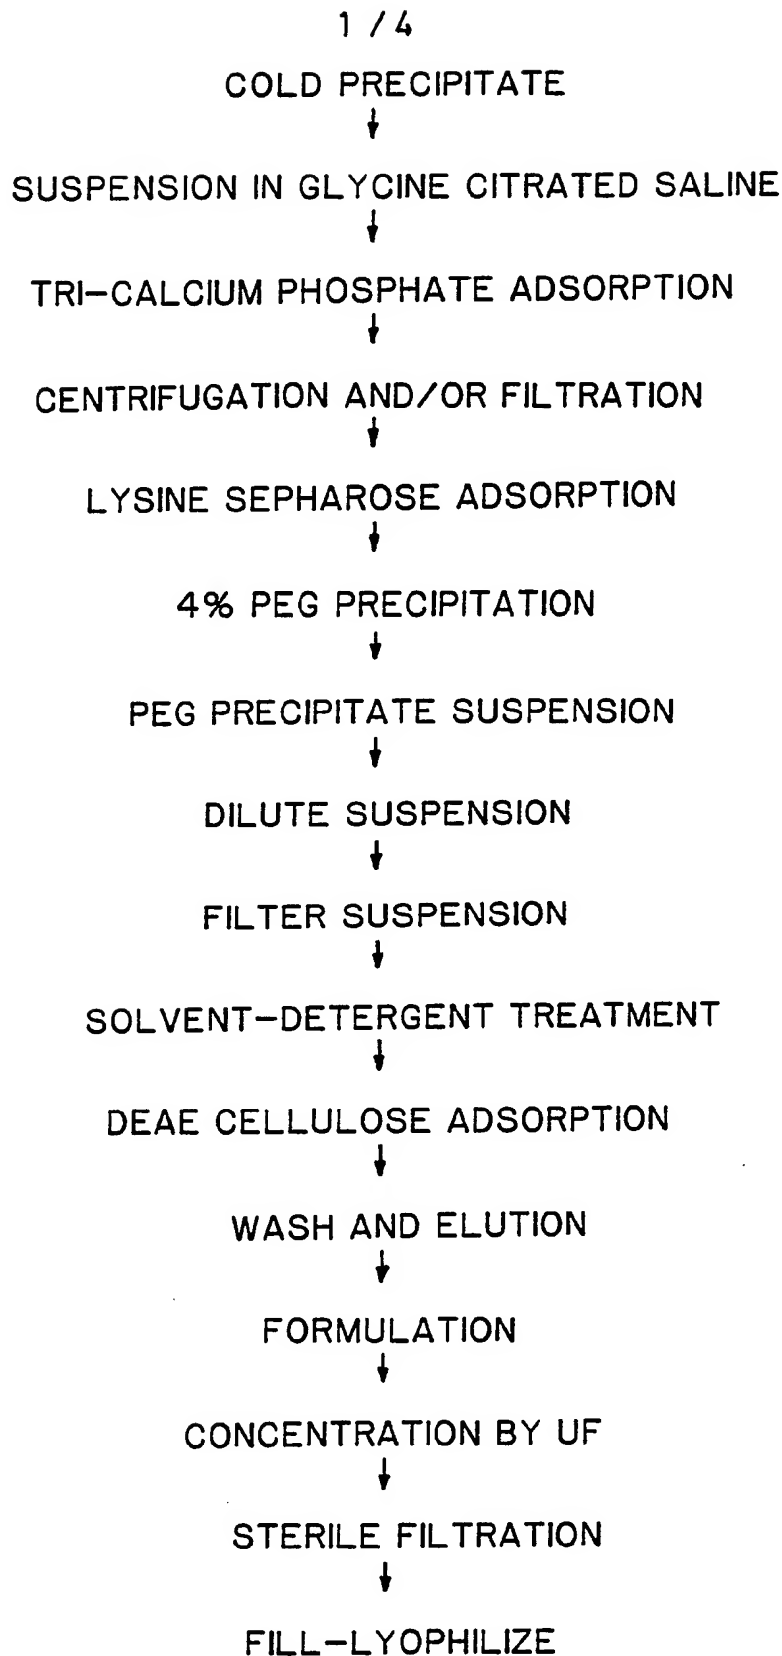 1 / 4
COLD PRECIPITATE
SUSPENSION IN GLYCINE CITRATED SALINE
TRI-CALCIUM PHOSPHATE ADSORPTION
CENTRIFUGATION AND/OR FILTRATION
LYSINE SEPHAROSE ADSORPTION
4% PEG PRECIPITATION
PEG PRECIPITATE SUSPENSION
DILUTE SUSPENSION
FILTER SUSPENSION
SOLVENT-DETERGENT TREATMENT
DEAE CELLULOSE ADSORPTION
WASH AND ELUTION
FORMULATION
CONCENTRATION BY UF
STERILE FILTRATION
FILL-LYOPHILIZE